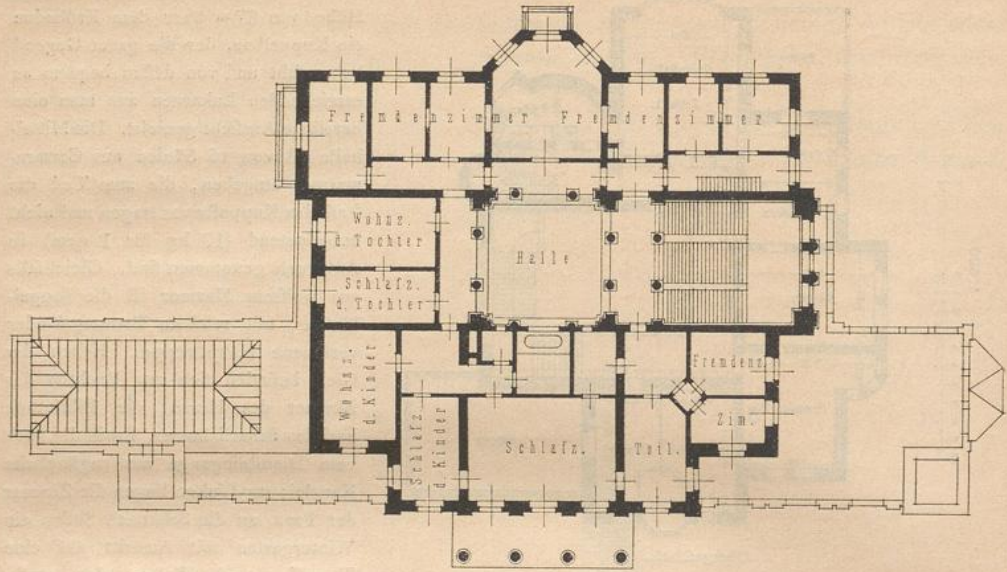 Fremdenzimmer Fremdenzimmer
Wohnz.
d. Tochter
Halle
Schlafz.
d. Tochter
Wohnz.
d. Kinder
Schlafz.
d. Kinder
Schlafz.
Toil.
Fremdenz.
Zim.